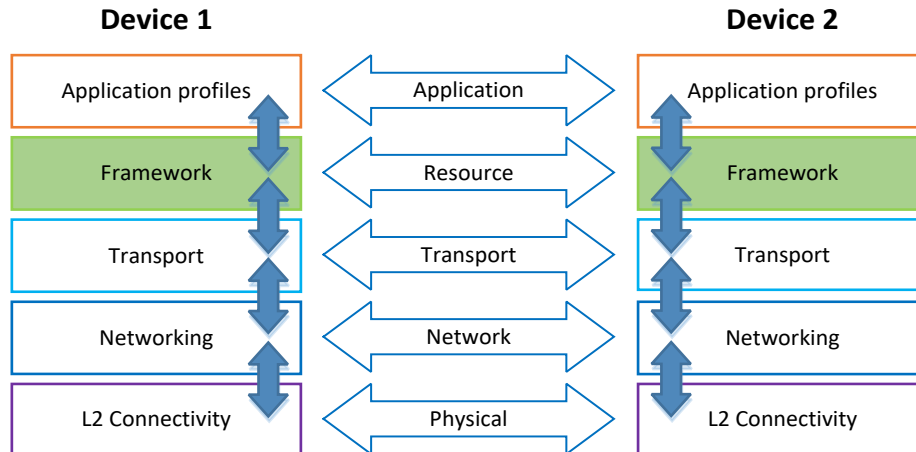 Device 1
Device 2
Application profiles
Application
Application profiles
Framework
Resource
Framework
Transport
Transport
Transport
Networking
Network
Networking
L2 Connectivity
Physical
L2 Connectivity